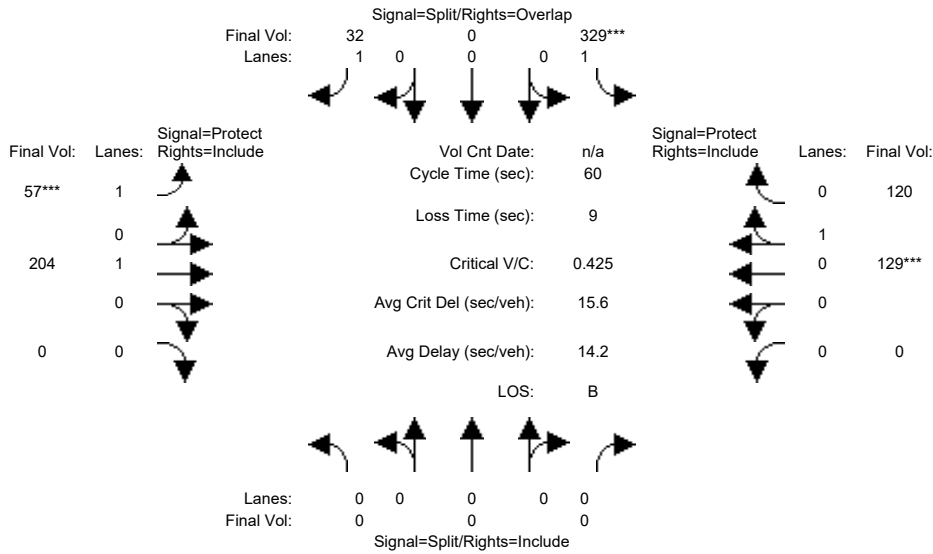 Signal=Split/Rights=Overlap
Final Vol: 32 0 329***
Lanes: 1 0 0 0 1
Signal=Protect Signal=Protect
Final Vol: Lanes: Rights=Include Vol Cnt Date: n/a Rights=Include Lanes: Final Vol:
Cycle Time (sec): 60
57*** 1 0 120
Loss Time (sec): 9
0 1
204 1 Critical V/C: 0.425 0 129***
0 Avg Crit Del (sec/veh): 15.6 0
0 0 Avg Delay (sec/veh): 14.2 0 0
LOS: B
Lanes: 0 0 0 0 0
Final Vol: 0 0 0
Signal=Split/Rights=Include